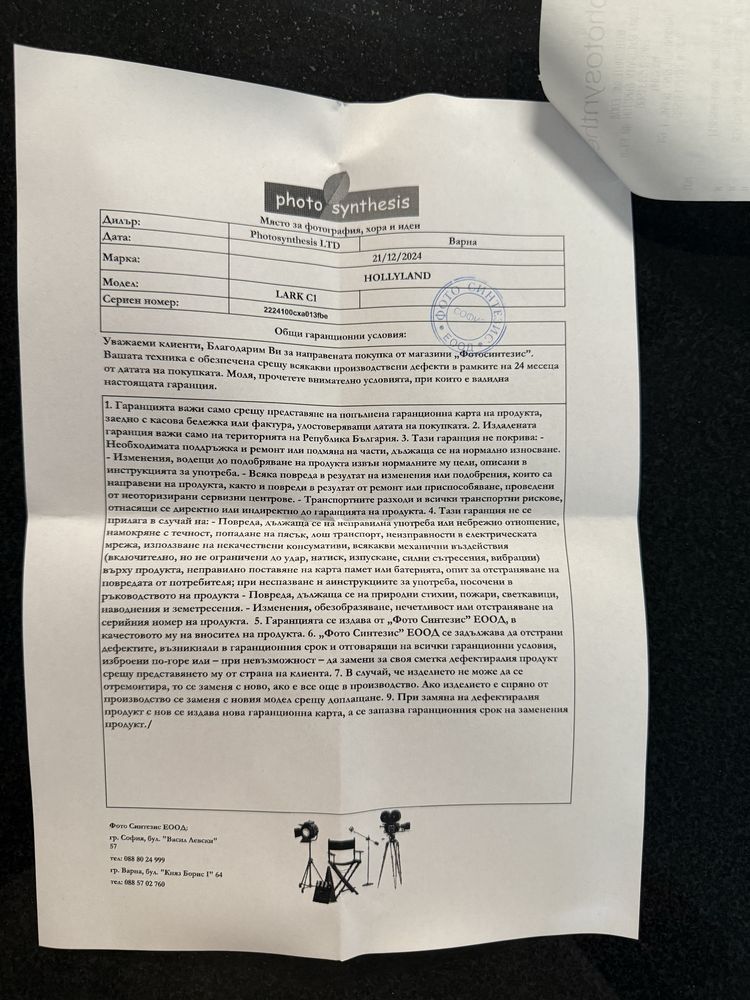 photo synthesis
Място за фотография, хора и идеи
Дилър: Photosynthesis LTD Варна
Дата: 21/12/2024
Марка: HOLLYLAND
Модел: LARK C1
Сериен номер: 2224100cxa013fbe
ФОТО СИНТЕЗИС
СОФИЯ
ЕООД
Общи гаранционни условия:
Уважаеми клиенти, Благодарим Ви за направената покупка от магазини „Фотосинтезис".
Вашата техника е обезпечена срещу всякакви производствени дефекти в рамките на 24 месеца
от датата на покупката. Моля, прочетете внимателно условията, при които е валидна
настоящата гаранция.
1. Гаранцията важи само срещу представяне на попълнена гаранционна карта на продукта,
заедно с касова бележка или фактура, удостоверяващи датата на покупката. 2. Издадената
гаранция важи само на територията на Република България. 3. Тази гаранция не покрива: -
Необходимата поддръжка и ремонт или подмяна на части, дължаща се на нормално износване.
- Изменения, водещи до подобряване на продукта извън нормалните му цели, описани в
инструкцията за употреба. - Всяка повреда в резултат на изменения или подобрения, които са
направени на продукта, както и повреди в резултат от ремонт или приспособяване, проведени
от неоторизирани сервизни центрове. - Транспортните разходи и всички транспортни рискове,
отнасящи се директно или индиректно до гаранцията на продукта. 4. Тази гаранция не се
прилага в случай на: - Повреда, дължаща се на неправилна употреба или небрежно отношение,
намокряне с течност, попадане на пясък, лош транспорт, неизправности в електрическата
мрежа, използване на некачествени консумативи, всякакви механични въздействия
(включително, но не ограничени до удар, натиск, изпускане, силни сътресения, вибрации)
върху продукта, неправилно поставяне на карта памет или батерията, опит за отстраняване на
повредата от потребителя; при неспазване н аинструкциите за употреба, посочени в
ръководството на продукта - Повреда, дължаща се на природни стихии, пожари, светкавици,
наводнения и земетресения. - Изменения, обезобразяване, нечетливост или отстраняване на
серийния номер на продукта. 5. Гаранцията се издава от „Фото Синтезис" ЕООД, в
качестовото му на вносител на продукта. 6. „Фото Синтезис" ЕООД се задължава да отстрани
дефектите, възникнали в гаранционния срок и отговарящи на всички гаранционни условия,
изброени по-горе или – при невъзможност – да замени за своя сметка дефектиралия продукт
срещу представянето му от страна на клиента. 7. В случай, че изделието не може да се
отремонтира, то се заменя с ново, ако е все още в производство. Ако изделието е спряно от
производство се заменя с новия модел срещу доплащане. 9. При замяна на дефектиралия
продукт с нов се издава нова гаранционна карта, а се запазва гаранционния срок на заменения
продукт./
Фото Синтезис ЕООД;
гр. София, бул. "Васил Левски"
57
тел: 088 80 24 999
гр. Варна, бул. "Княз Борис I" 64
тел: 088 57 02 760